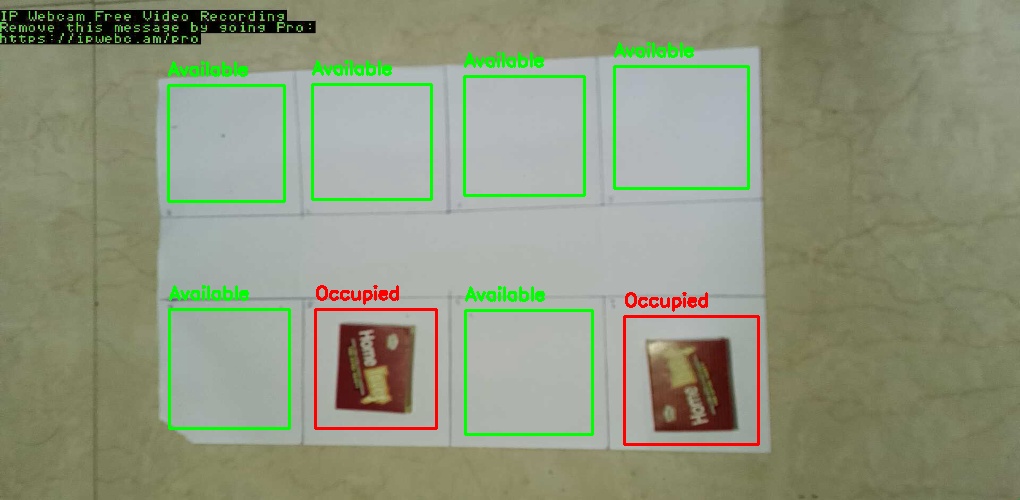 IP Webcam Free Video Recording
Remove this message by going Pro:
https://ipwebc.am/pro
Available
Available
Available
Available
Available
Occupied
Available
Occupied
Home
Home